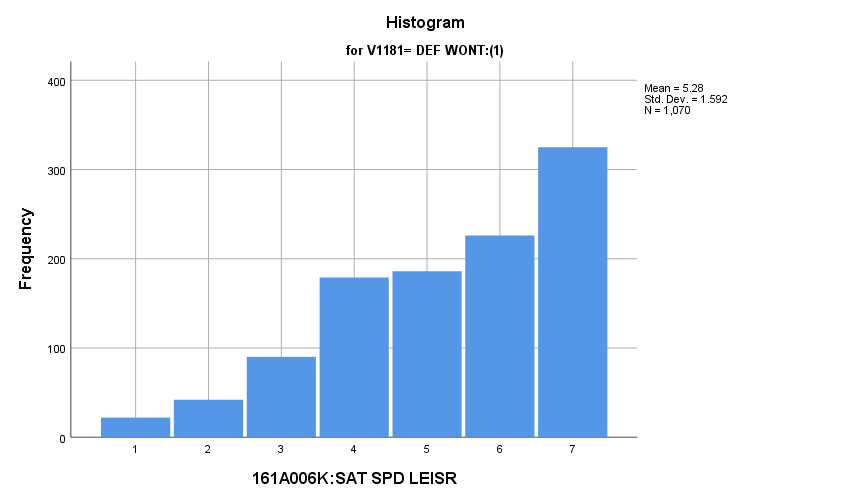 Histogram
for V1181= DEF WONT:(1)
Mean = 5.28
Std. Dev. = 1.592
N = 1,070
Frequency
400
300
200
100
0
1 2 3 4 5 6 7
161A006K:SAT SPD LEISR